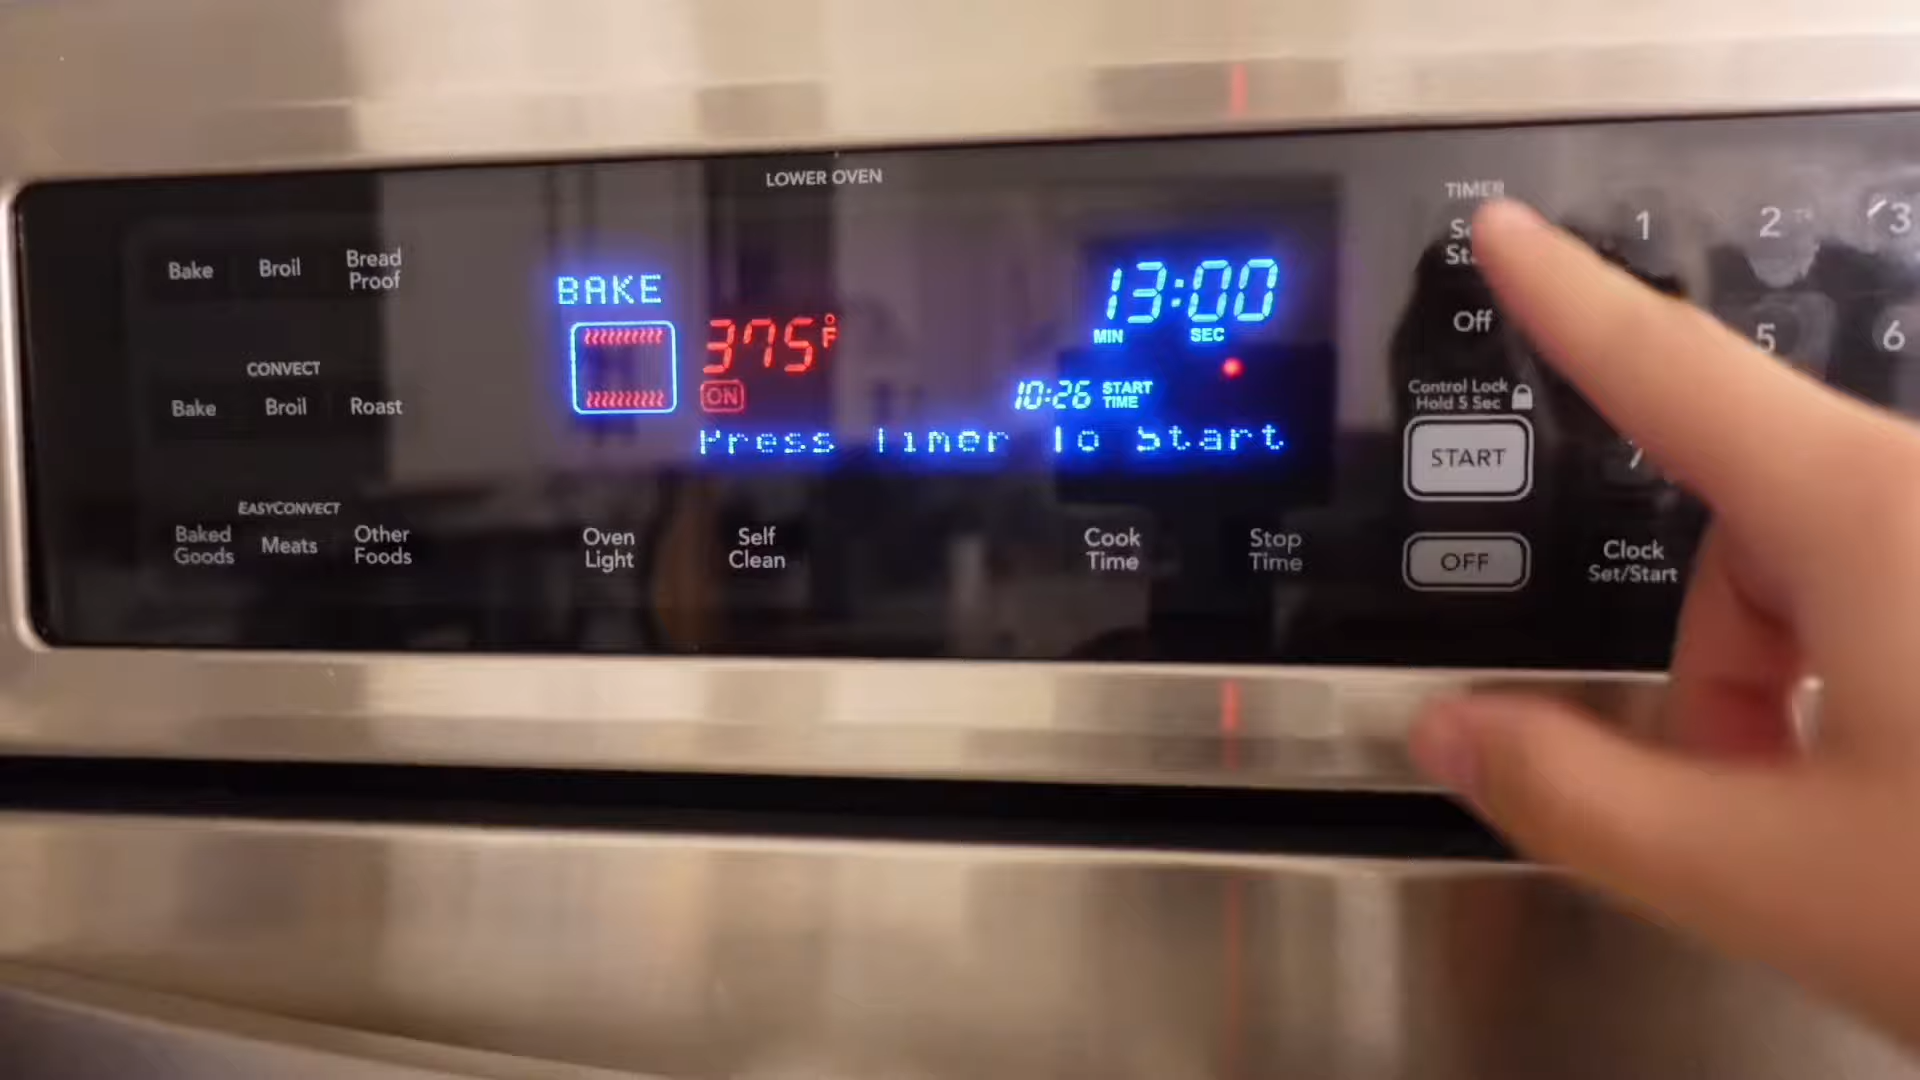 LOWER OVEN
Bake
Broil
Bread
Proof
CONVECT
Bake
Broil
Roast
EASYCONVECT
Baked
Goods
Meats
Other
Foods
BAKE
375°F
ON
13:00
MIN SEC
10:26 START
TIME
Press Timer To Start
Oven
Light
Self
Clean
Cook
Time
Stop
Time
TIMER
Off
Control Lock
Hold 5 Sec
START
OFF
1
2
3
5
6
7
Clock
Set/Start